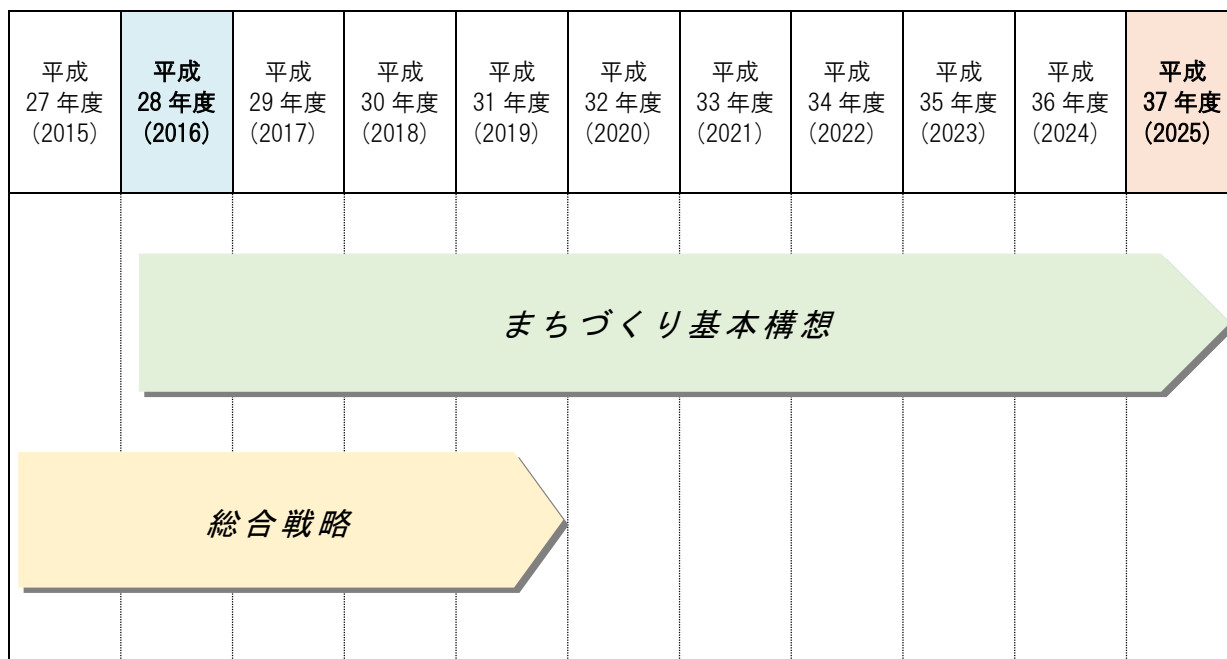 平成
27 年度
（2015）
平成
28 年度
（2016）
平成
29 年度
（2017）
平成
30 年度
（2018）
平成
31 年度
（2019）
平成
32 年度
（2020）
平成
33 年度
（2021）
平成
34 年度
（2022）
平成
35 年度
（2023）
平成
36 年度
（2024）
平成
37 年度
（2025）
まちづくり基本構想
総合戦略